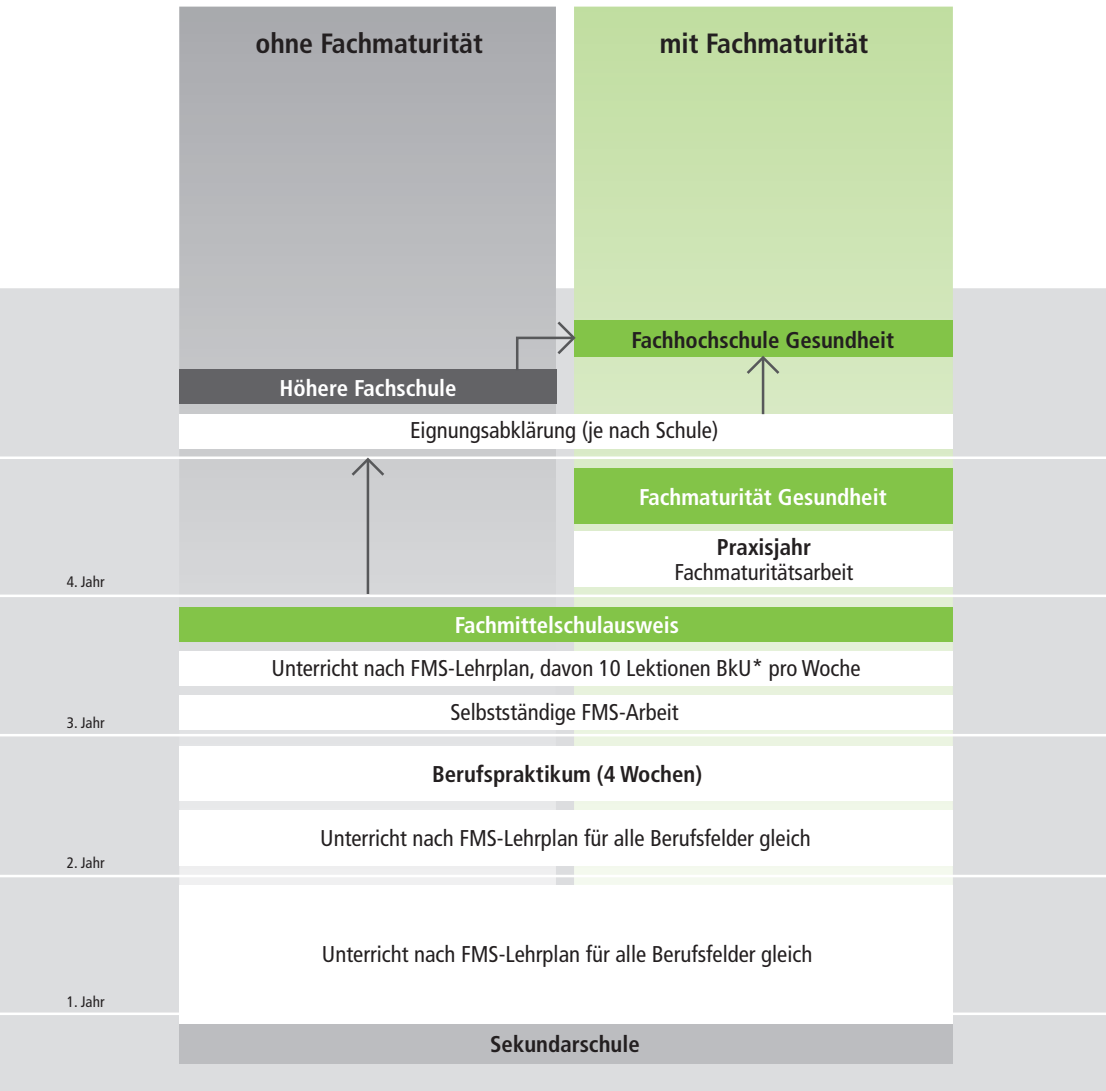 ohne Fachmaturität
mit Fachmaturität
Fachhochschule Gesundheit
Höhere Fachschule
Eignungsabklärung (je nach Schule)
Fachmaturität Gesundheit
Praxisjahr
Fachmaturitätsarbeit
4. Jahr
Fachmittelschulausweis
Unterricht nach FMS-Lehrplan, davon 10 Lektionen BkU* pro Woche
Selbstständige FMS-Arbeit
3. Jahr
Berufspraktikum (4 Wochen)
Unterricht nach FMS-Lehrplan für alle Berufsfelder gleich
2. Jahr
Unterricht nach FMS-Lehrplan für alle Berufsfelder gleich
1. Jahr
Sekundarschule